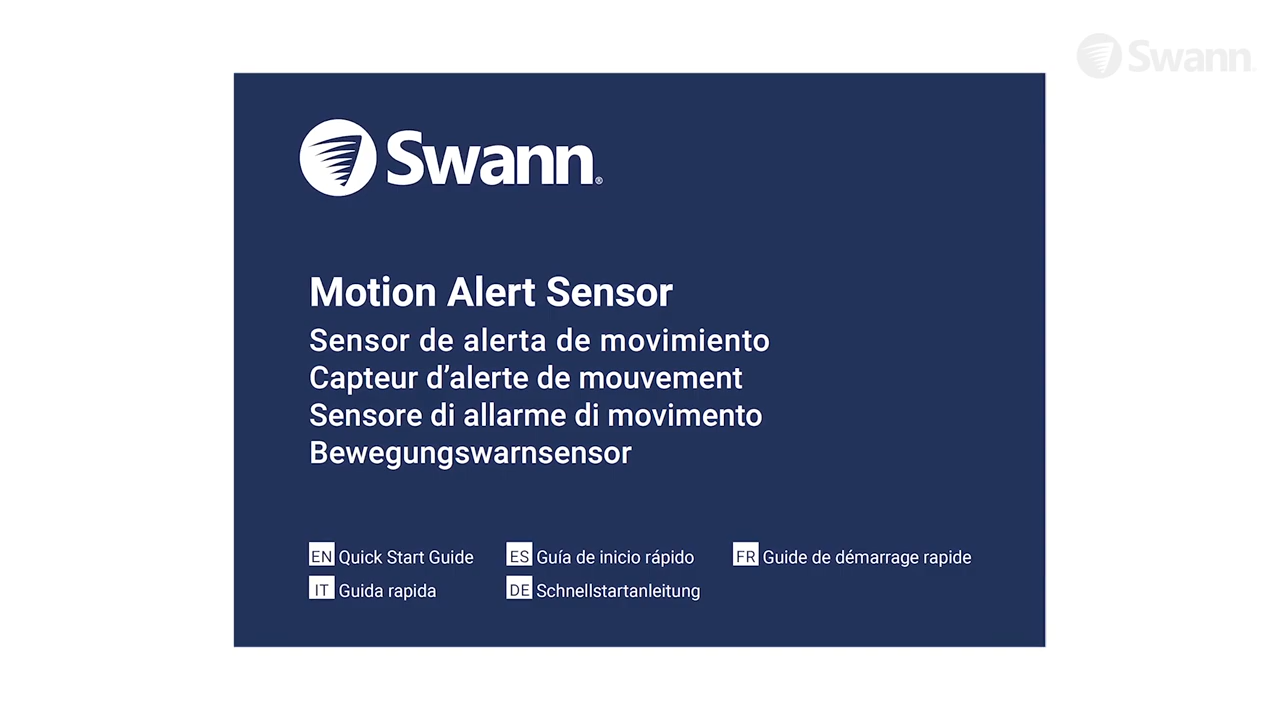 Swann
Swann®
Motion Alert Sensor
Sensor de alerta de movimiento
Capteur d’alerte de mouvement
Sensore di allarme di movimento
Bewegungswarnsensor
EN Quick Start Guide ES Guía de inicio rápido FR Guide de démarrage rapide
IT Guida rapida DE Schnellstartanleitung